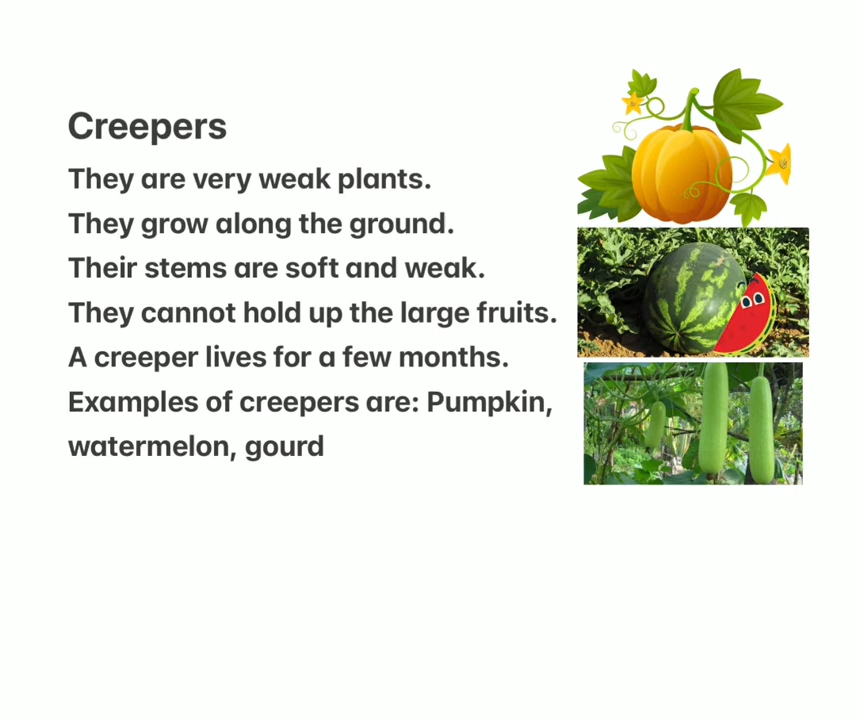 Creepers
They are very weak plants.
They grow along the ground.
Their stems are soft and weak.
They cannot hold up the large fruits.
A creeper lives for a few months.
Examples of creepers are: Pumpkin,
watermelon, gourd